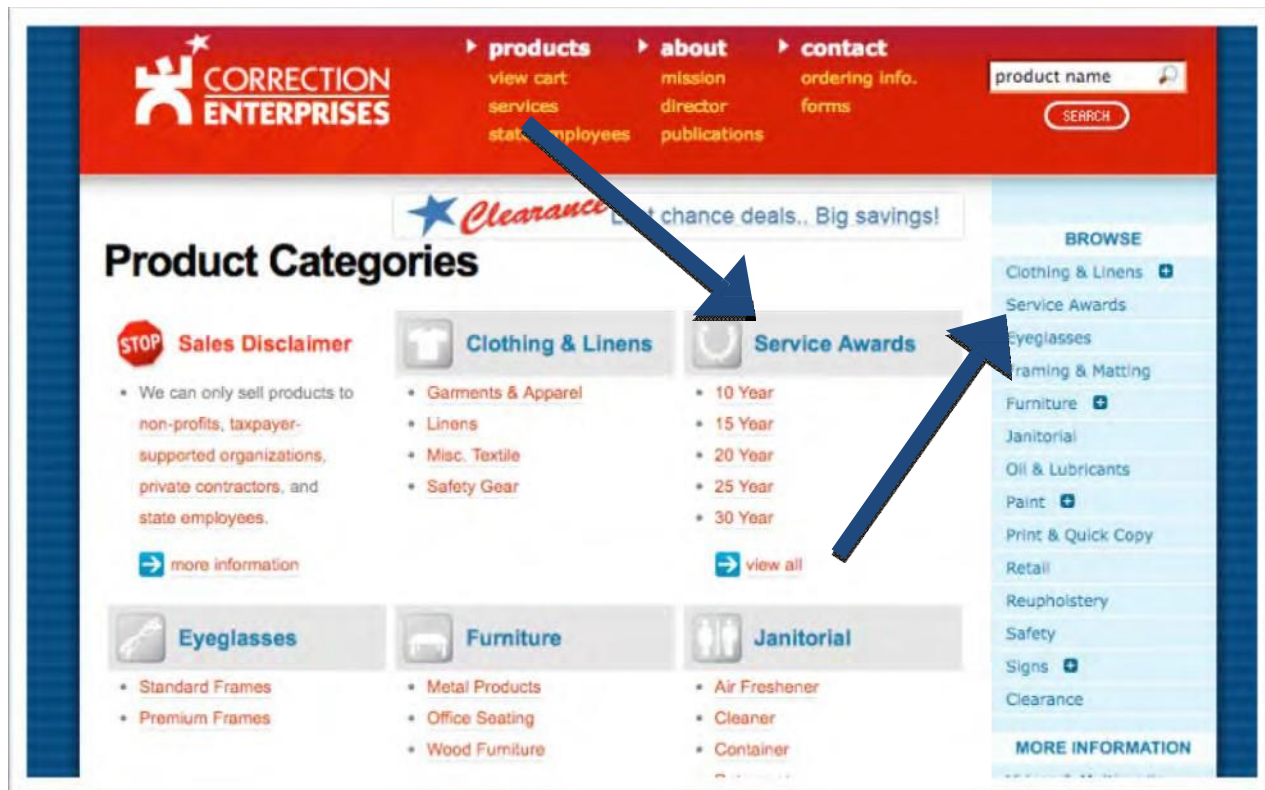 CORRECTION
ENTERPRISES
products
view cart
services
state employees
about
mission
director
publications
contact
ordering info.
forms
product name
SEARCH
Clearance chance deals.. Big savings!
Product Categories
STOP Sales Disclaimer
• We can only sell products to
non-profits, taxpayer-
supported organizations,
private contractors, and
state employees.
more information
Clothing & Linens
• Garments & Apparel
• Linens
• Misc. Textile
• Safety Gear
Service Awards
• 10 Year
• 15 Year
• 20 Year
• 25 Year
• 30 Year
view all
Eyeglasses
• Standard Frames
• Premium Frames
Furniture
• Metal Products
• Office Seating
• Wood Furniture
Janitorial
• Air Freshener
• Cleaner
• Container
BROWSE
Clothing & Linens
Service Awards
Eyeglasses
Framing & Matting
Furniture
Janitorial
Oil & Lubricants
Paint
Print & Quick Copy
Retail
Reupholstery
Safety
Signs
Clearance
MORE INFORMATION